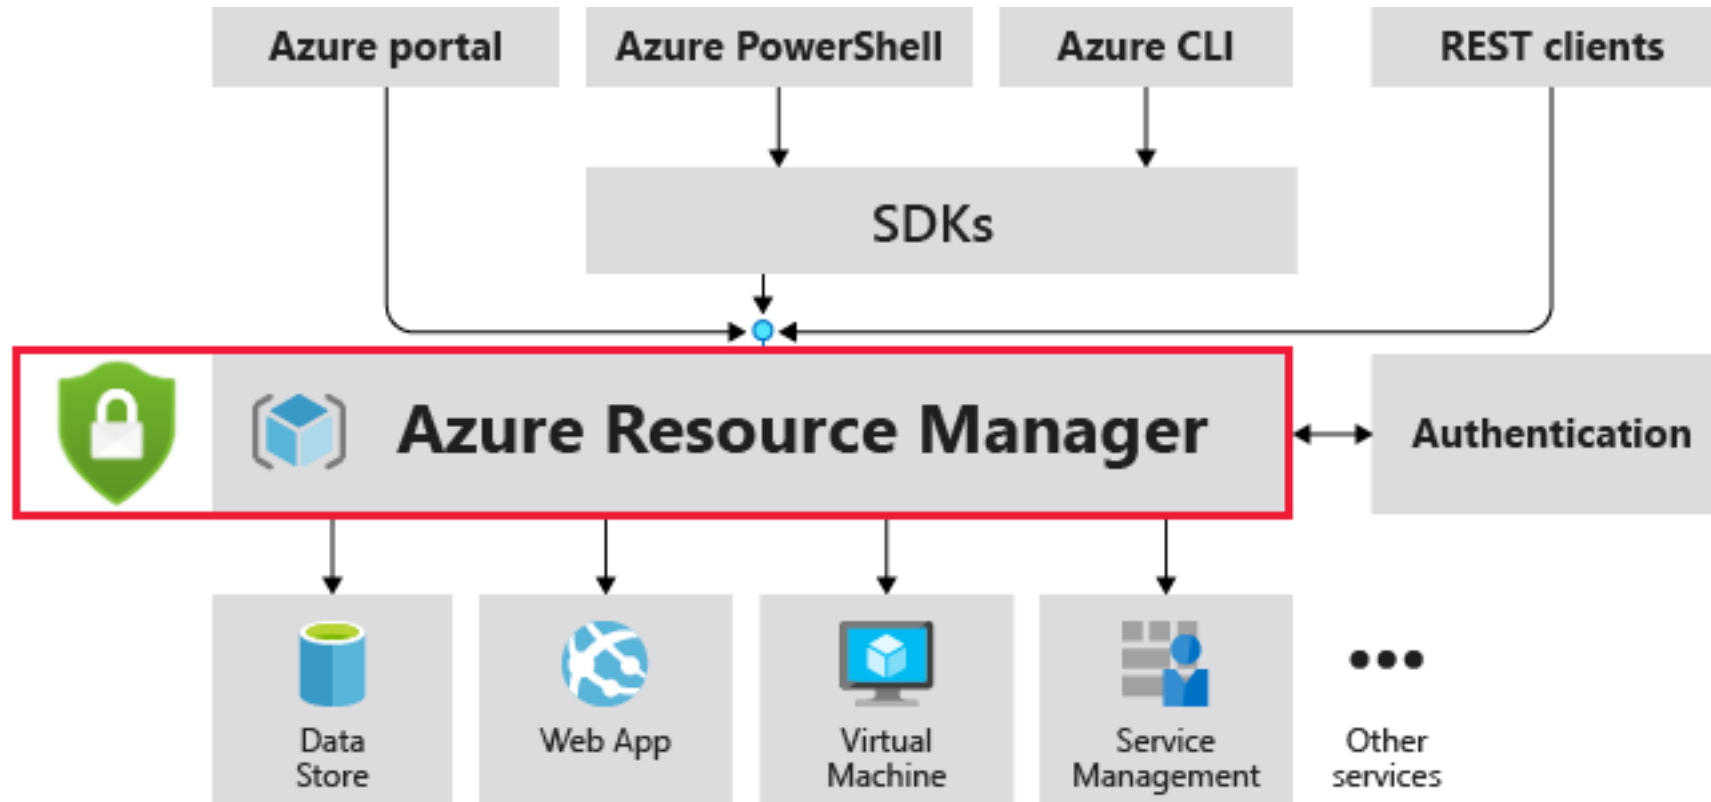 Azure portal
Azure PowerShell
Azure CLI
REST clients
SDKs
Azure Resource Manager
Authentication
Data
Store
Web App
Virtual
Machine
Service
Management
Other
services